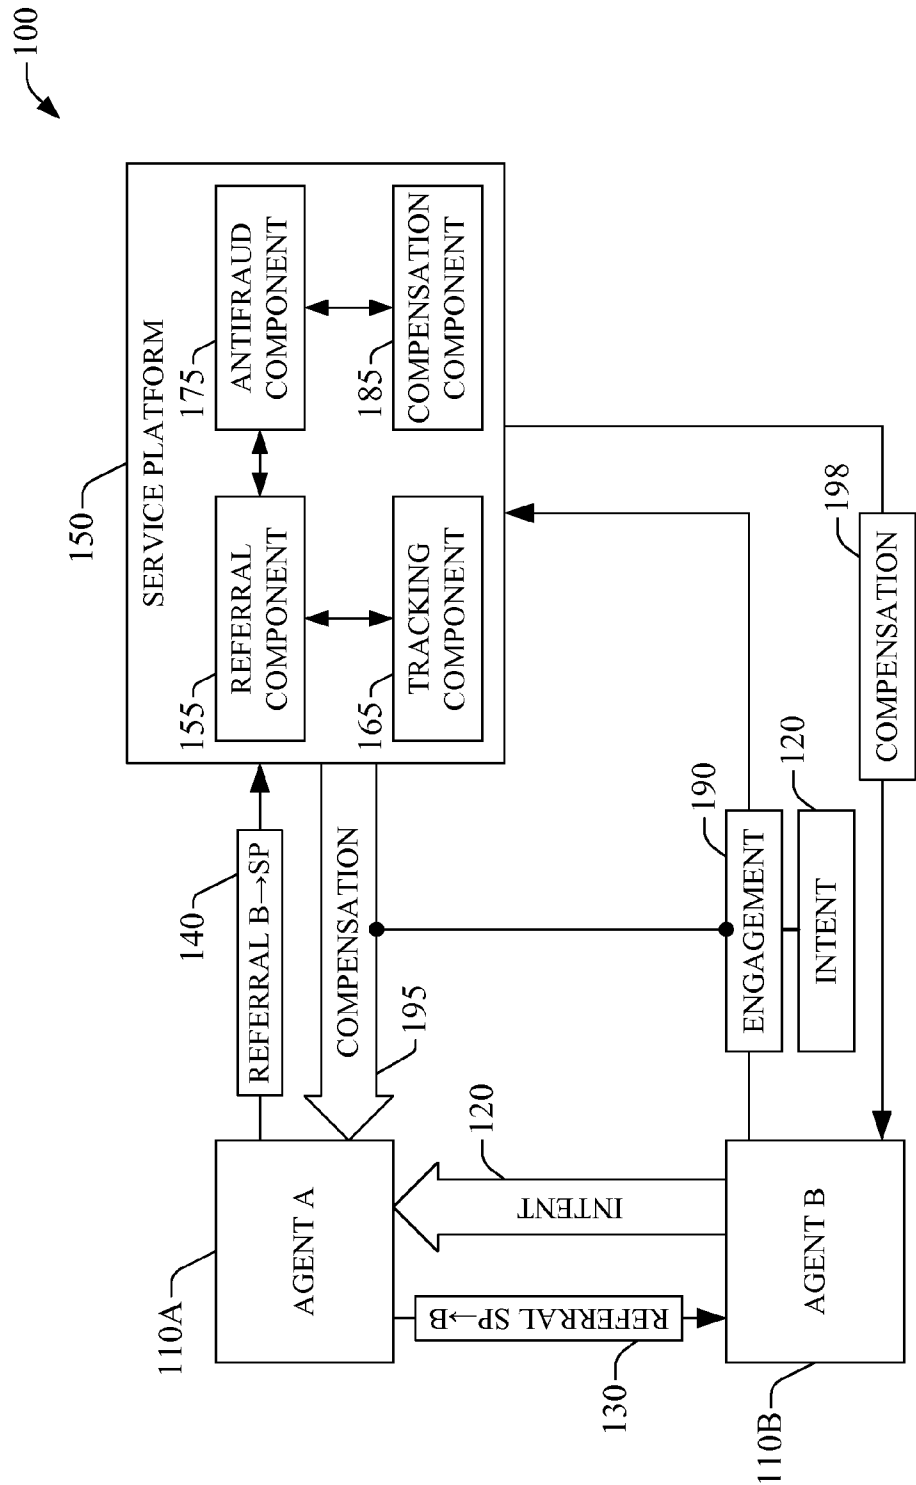 100
150
SERVICE PLATFORM
155
REFERRAL
COMPONENT
175
ANTIFRAUD
COMPONENT
165
TRACKING
COMPONENT
185
COMPENSATION
COMPONENT
110A
AGENT A
140
REFERRAL B→SP
COMPENSATION
195
130
REFERRAL SP→B
INTENT
120
110B
AGENT B
190
ENGAGEMENT
120
INTENT
198
COMPENSATION